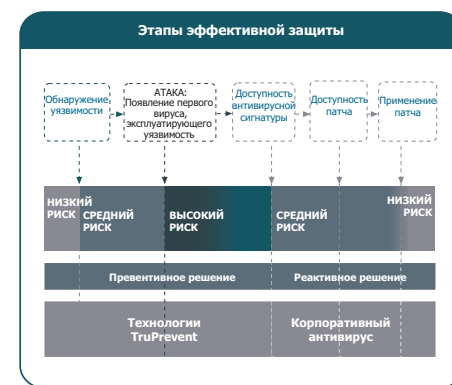 Этапы эффективной защиты
Обнаружение
уязвимости
АТАКА:
Появление первого
вируса,
эксплуатирующего
уязвимость
Доступность
антивирусной
сигнатуры
Доступность
патча
Применение
патча
НИЗКИЙ
РИСК
СРЕДНИЙ
РИСК
ВЫСОКИЙ
РИСК
СРЕДНИЙ
РИСК
НИЗКИЙ
РИСК
Превентивное решение
Реактивное решение
Технологии
TruPrevent
Корпоративный
антивирус